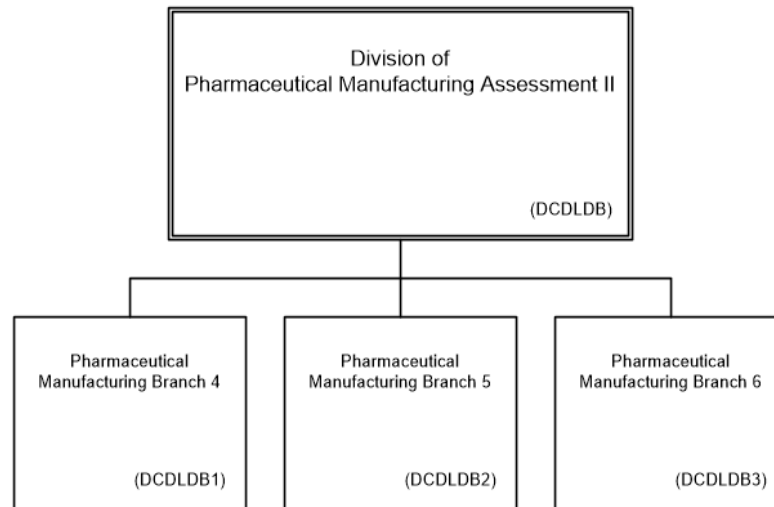 Division of
Pharmaceutical Manufacturing Assessment II
(DCDLDB)
Pharmaceutical
Manufacturing Branch 4
(DCDLDB1)
Pharmaceutical
Manufacturing Branch 5
(DCDLDB2)
Pharmaceutical
Manufacturing Branch 6
(DCDLDB3)